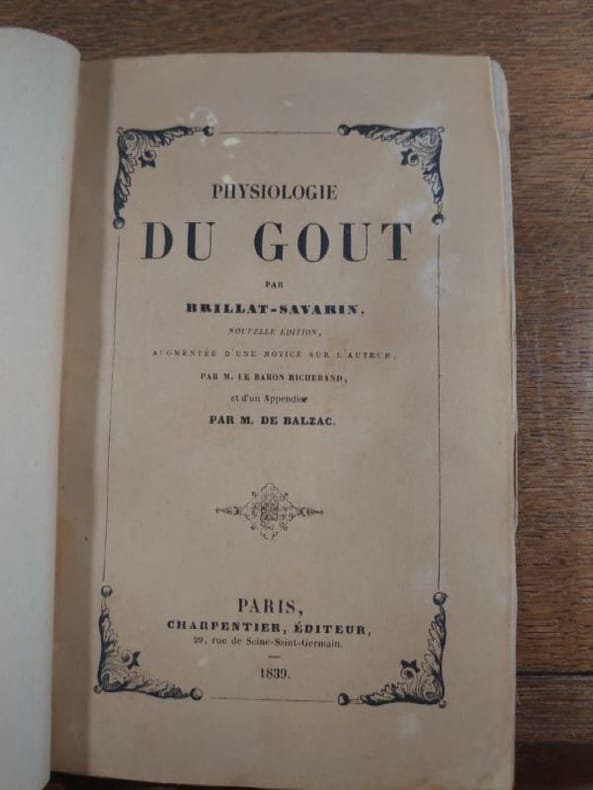 PHYSIOLOGIE
DU GOUT
PAR
BRILLAT-SAVARIN,
NOUVELLE ÉDITION,
AUGMENTÉE D'UNE NOTICE SUR L'AUTEUR,
PAR M. LE BARON RICHERAND,
et d'un Appendice
PAR M. DE BALZAC.
PARIS,
CHARPENTIER, ÉDITEUR,
29, rue de Seine-Saint-Germain.
1839.